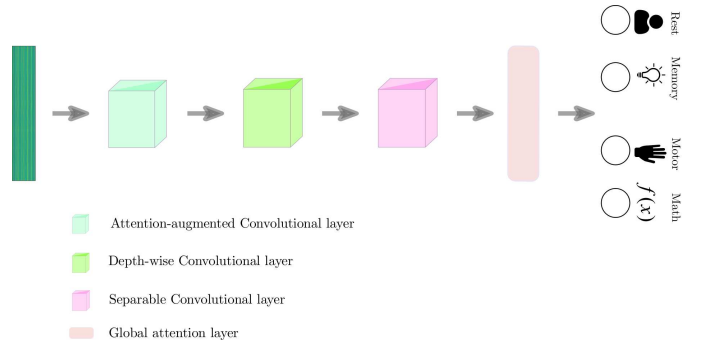 Rest
Memory
Motor
f(x)
Math
Attention-augmented Convolutional layer
Depth-wise Convolutional layer
Separable Convolutional layer
Global attention layer